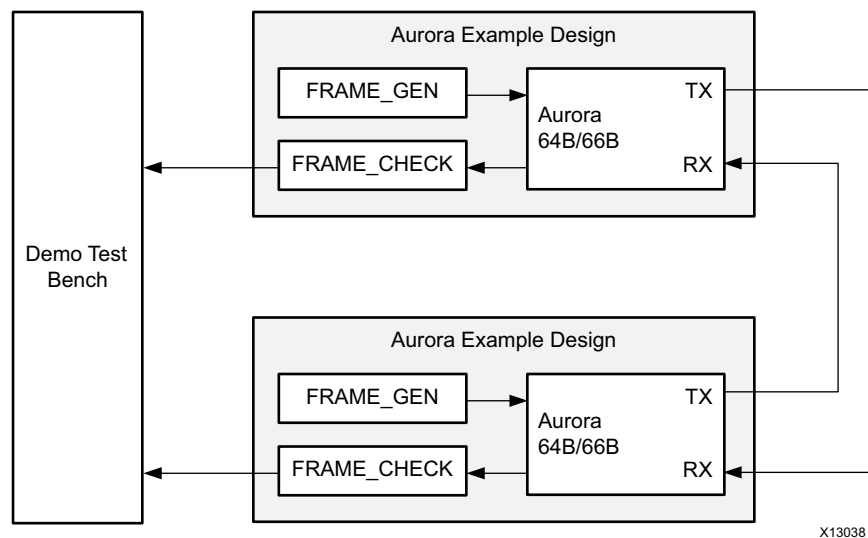 Aurora Example Design
FRAME_GEN
Aurora
64B/66B
TX
RX
FRAME_CHECK
Demo Test
Bench
Aurora Example Design
FRAME_GEN
Aurora
64B/66B
TX
RX
FRAME_CHECK
X13038